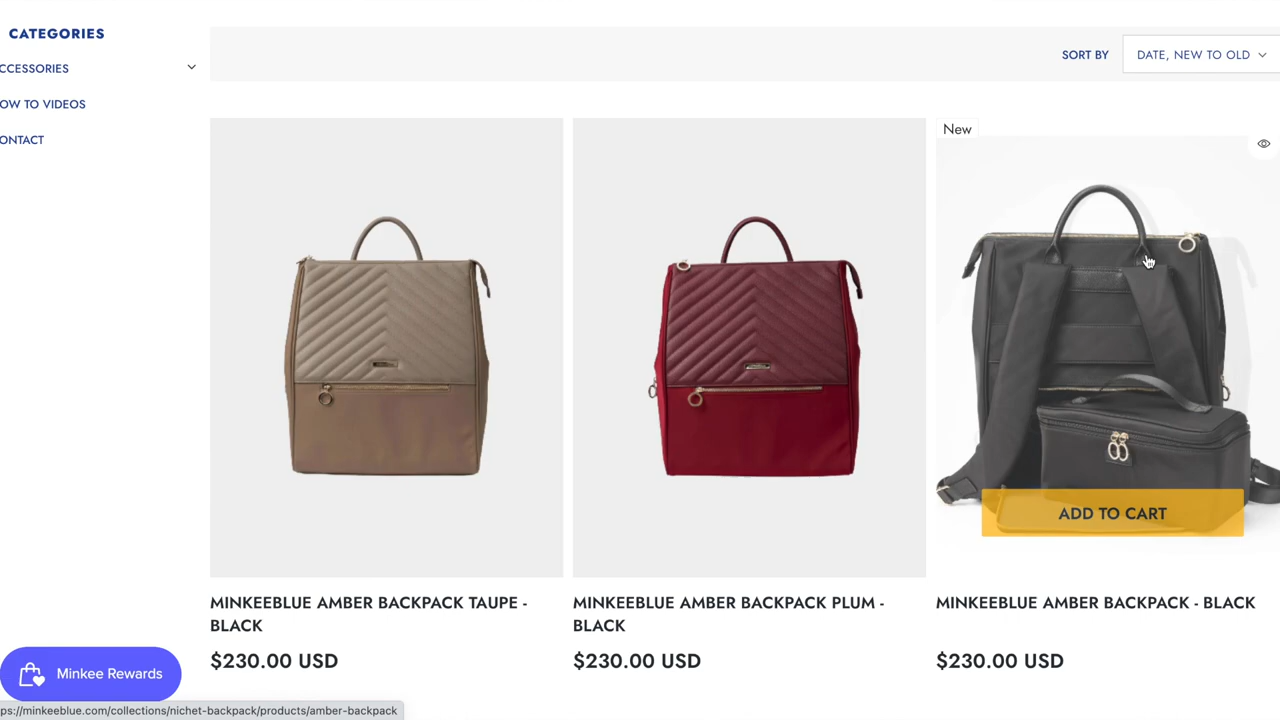 CATEGORIES
CCESSORIES
OW TO VIDEOS
ONTACT
SORT BY
DATE, NEW TO OLD
New
ADD TO CART
MINKEEBLUE AMBER BACKPACK TAUPE -
BLACK
$230.00 USD
MINKEEBLUE AMBER BACKPACK PLUM -
BLACK
$230.00 USD
MINKEEBLUE AMBER BACKPACK - BLACK
$230.00 USD
Minkee Rewards
ps://minkeeblue.com/collections/nichet-backpack/products/amber-backpack